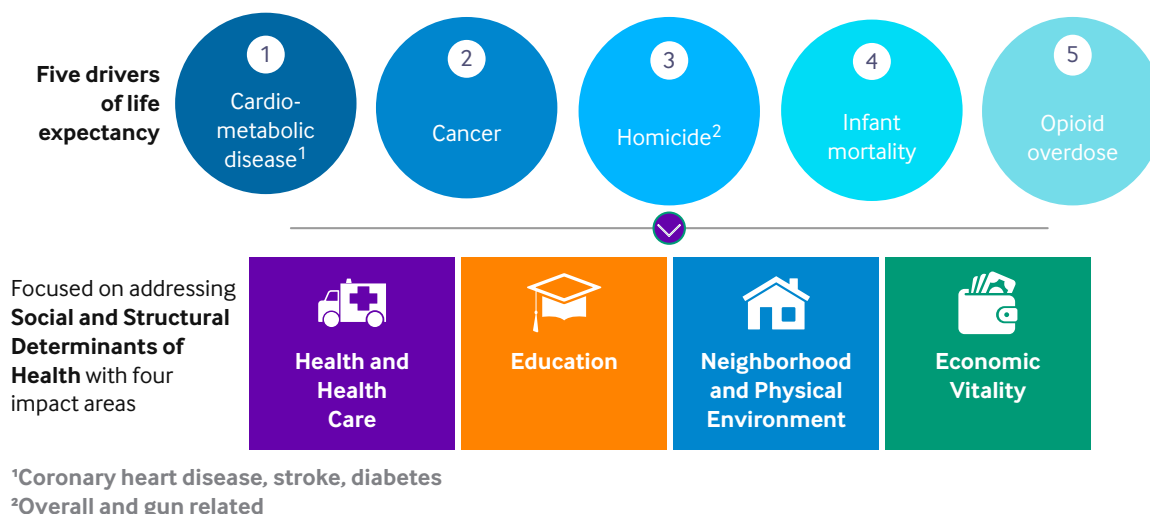 Five drivers
of life
expectancy
1
Cardio-
metabolic
disease¹
2
Cancer
3
Homicide²
4
Infant
mortality
5
Opioid
overdose
Focused on addressing
Social and Structural
Determinants of
Health with four
impact areas
Health and
Health
Care
Education
Neighborhood
and Physical
Environment
Economic
Vitality
¹Coronary heart disease, stroke, diabetes
²Overall and gun related